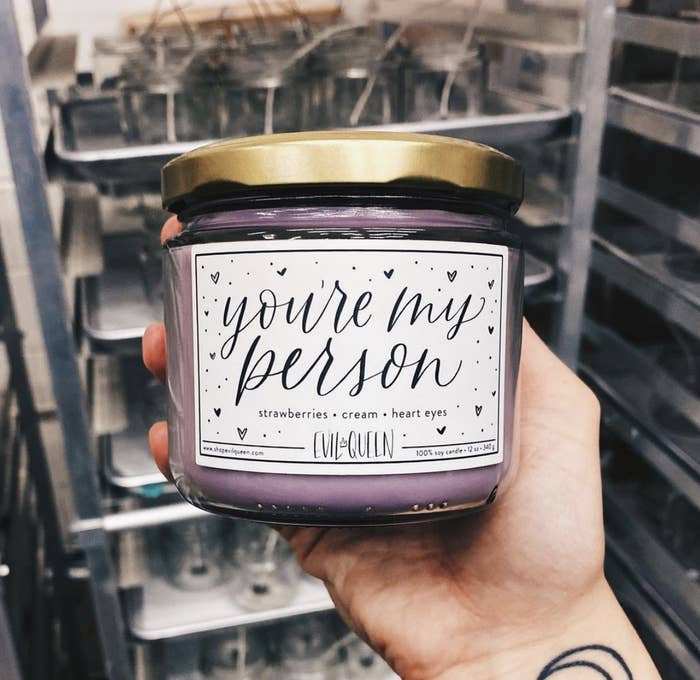 you're my
person
strawberries • cream • heart eyes
EVIL QUEEN
www.shopevilqueen.com
100% soy candle • 12 oz • 340 g